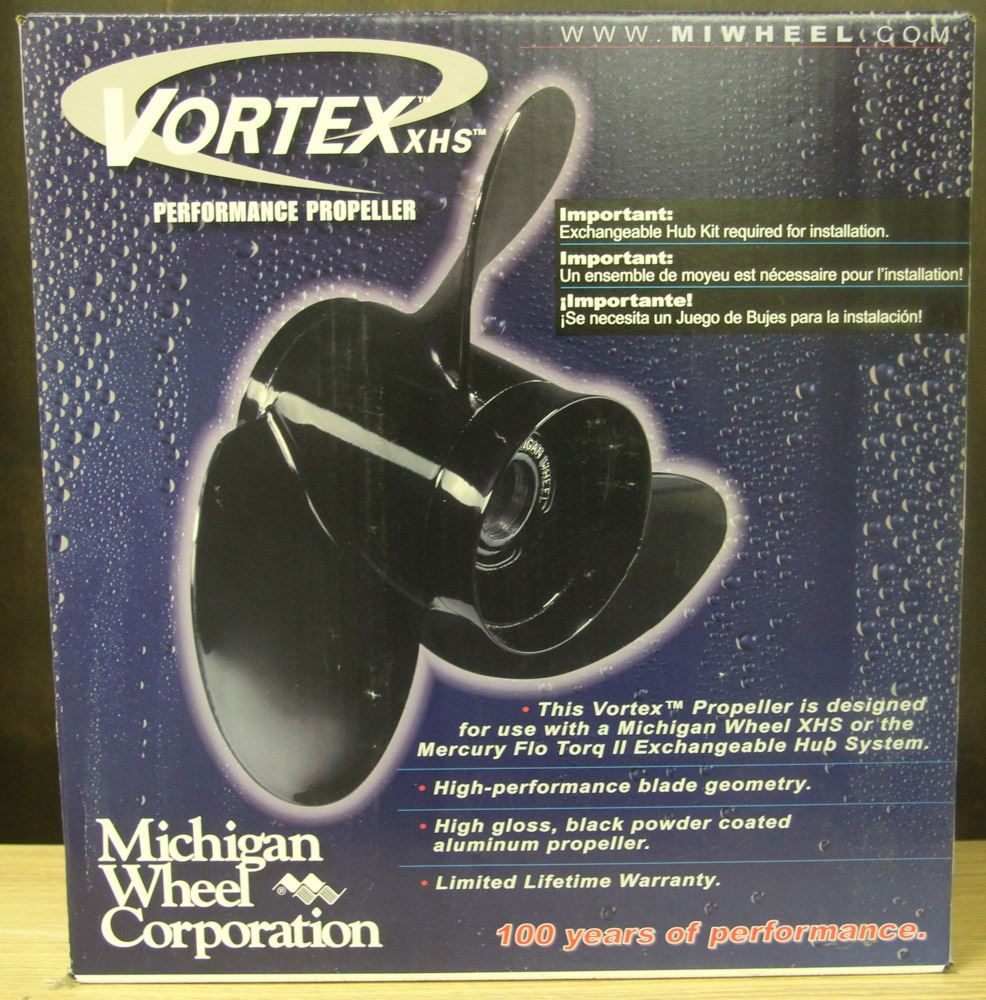 WWW.MIWHEEL.COM
VORTEX™ XHS™
PERFORMANCE PROPELLER
Important:
Exchangeable Hub Kit required for installation.
Important:
Un ensemble de moyeu est nécessaire pour l'installation!
¡Importante!
¡Se necesita un Juego de Bujes para la instalación!
IGAN WHEEL
• This Vortex™ Propeller is designed
for use with a Michigan Wheel XHS or the
Mercury Flo Torq II Exchangeable Hub System.
• High-performance blade geometry.
• High gloss, black powder coated
aluminum propeller.
• Limited Lifetime Warranty.
Michigan
Wheel ®
Corporation
100 years of performance.